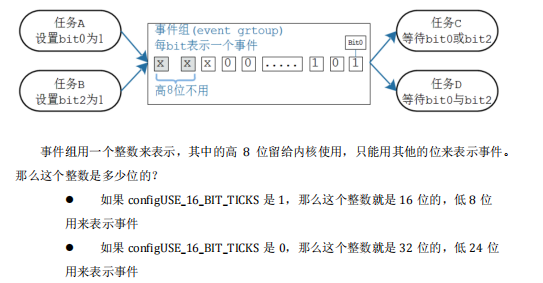 任务A
设置bit0为1
任务B
设置bit2为1
事件组(event grtoup)
每bit表示一个事件
Bit0
x x x 0 0 ..... 1 0 1
高8位不用
任务C
等待bit0或bit2
任务D
等待bit0与bit2
事件组用一个整数来表示，其中的高 8 位留给内核使用，只能用其他的位来表示事件。
那么这个整数是多少位的？
● 如果 configUSE_16_BIT_TICKS 是 1，那么这个整数就是 16 位的，低 8 位
用来表示事件
● 如果 configUSE_16_BIT_TICKS 是 0，那么这个整数就是 32 位的，低 24 位
用来表示事件